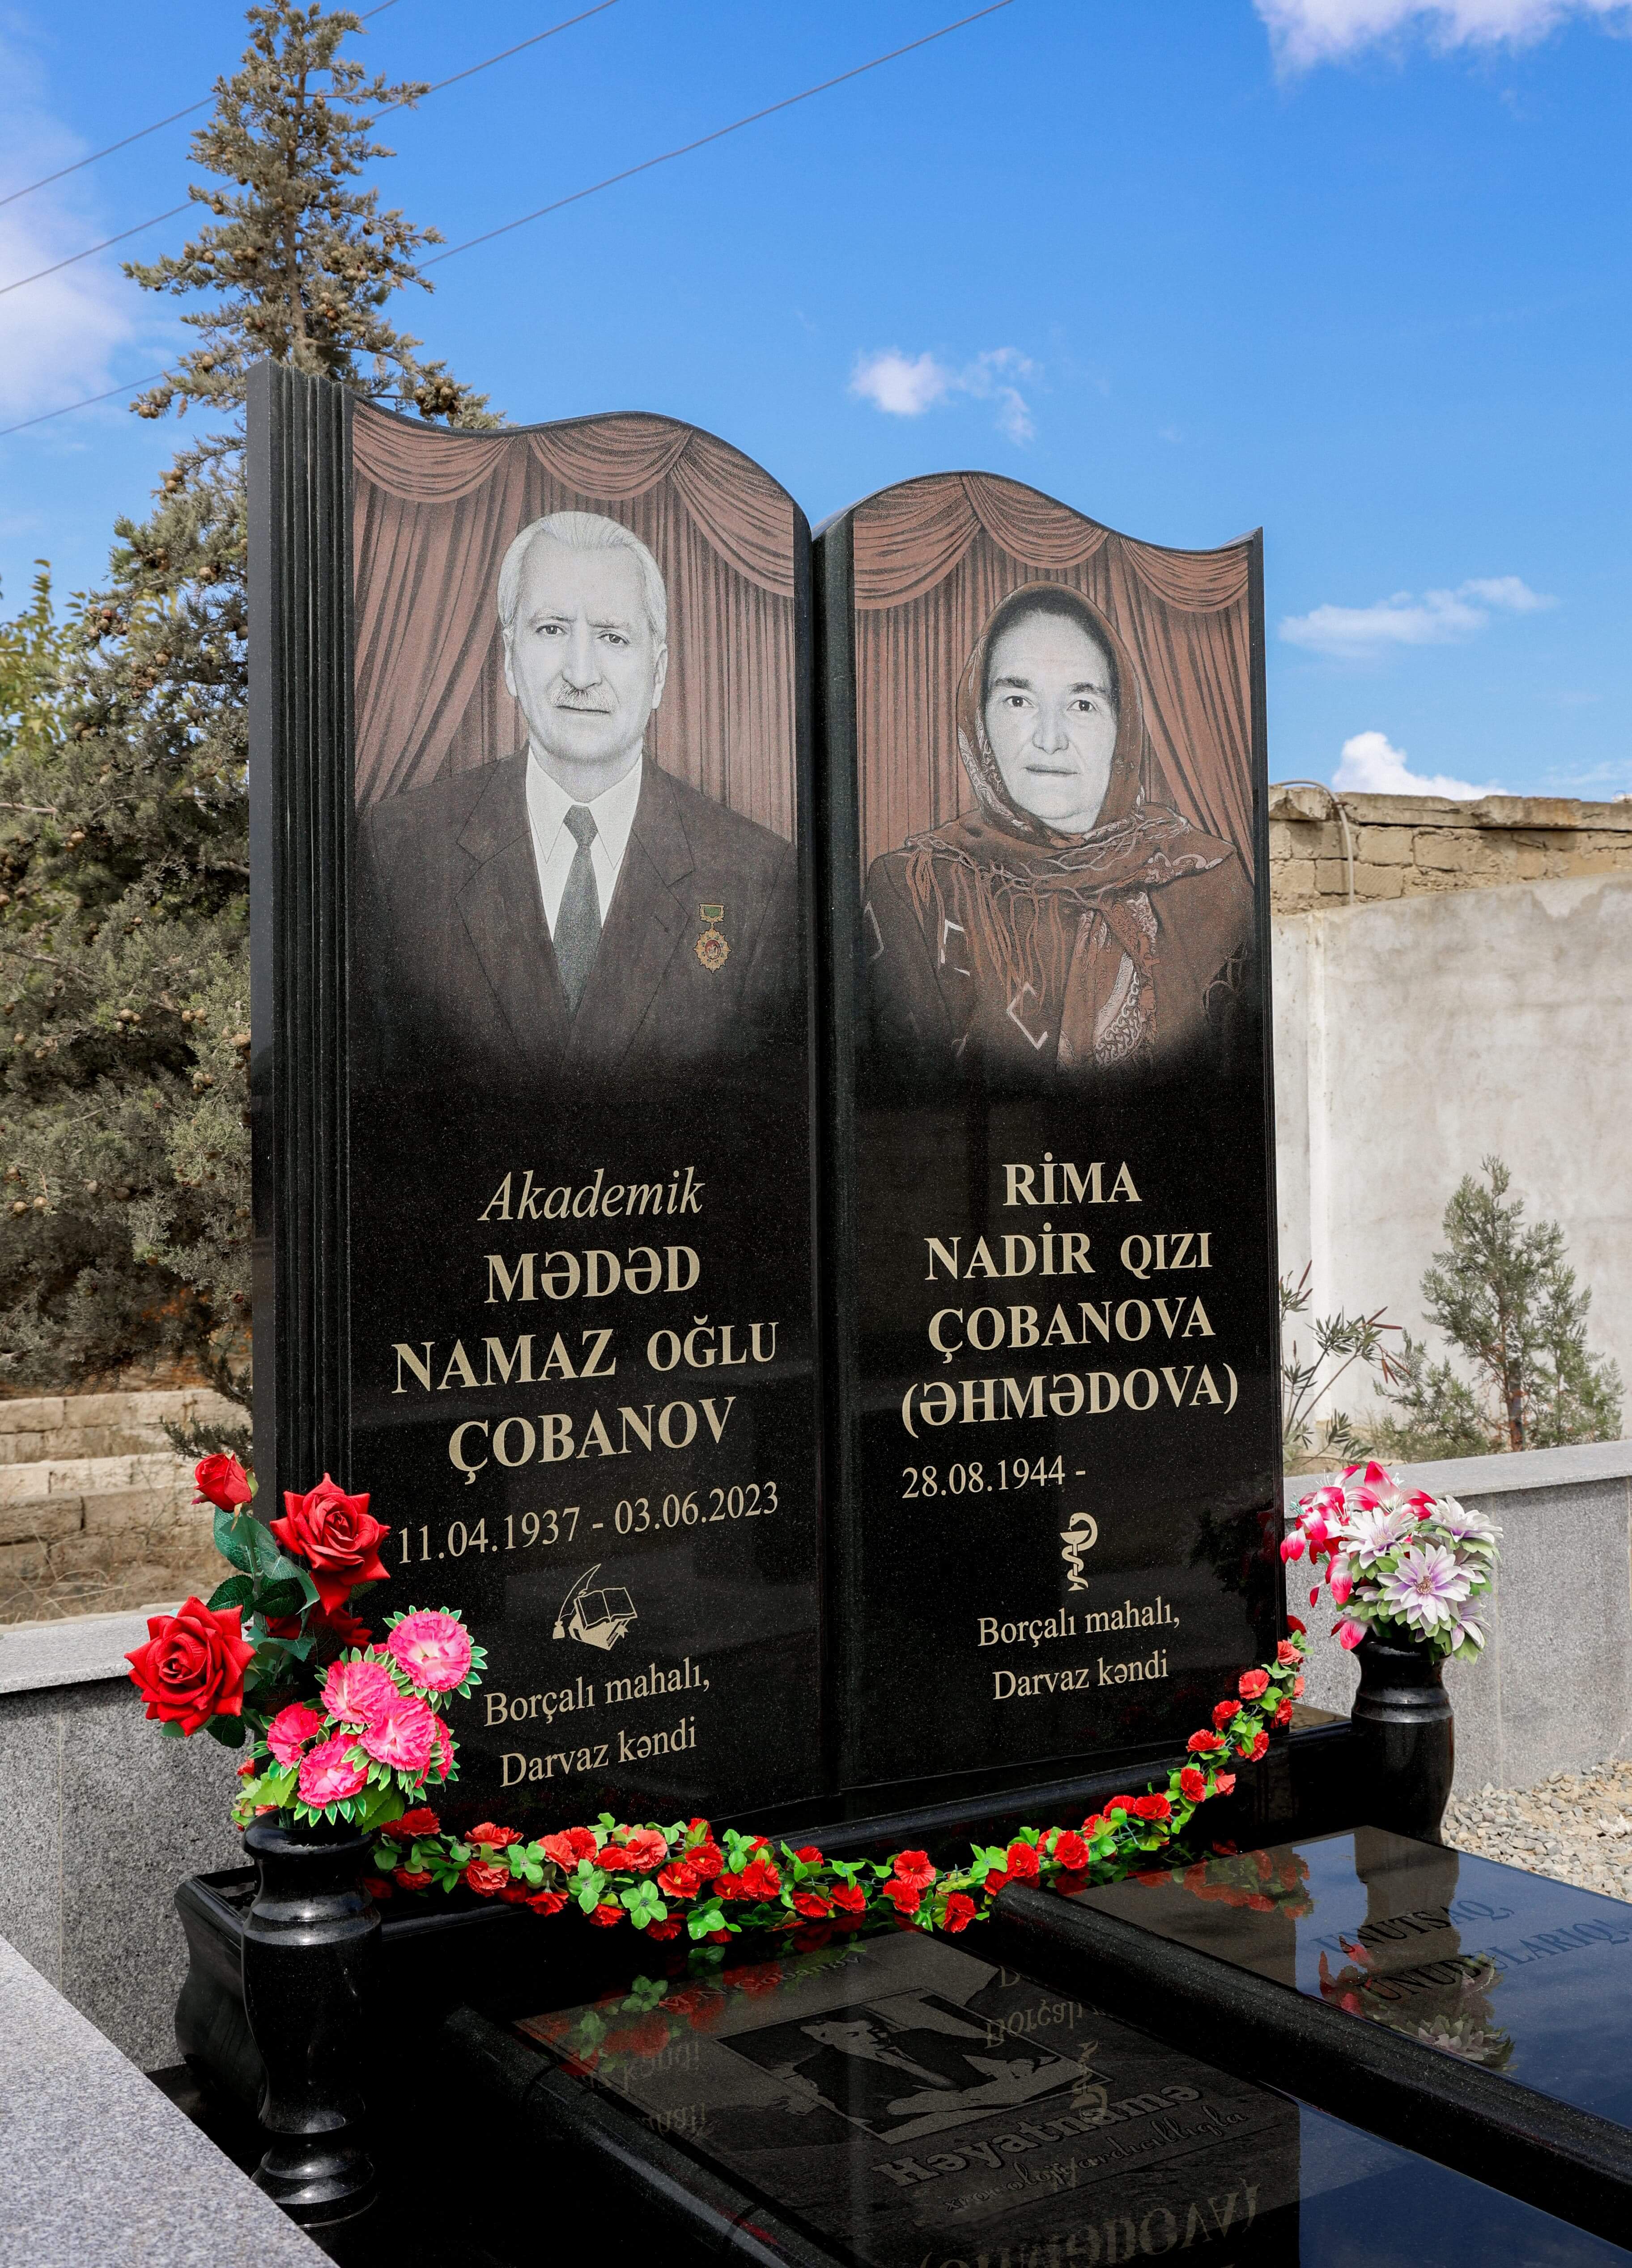 Akademik
MƏDƏD
NAMAZ OĞLU
ÇOBANOV
11.04.1937 - 03.06.2023
Borçalı mahalı,
Darvaz kəndi
RİMA
NADİR QIZI
ÇOBANOVA
(ƏHMƏDOVA)
28.08.1944 -
Borçalı mahalı,
Darvaz kəndi
M.N. Çobanov
Həyatnamə